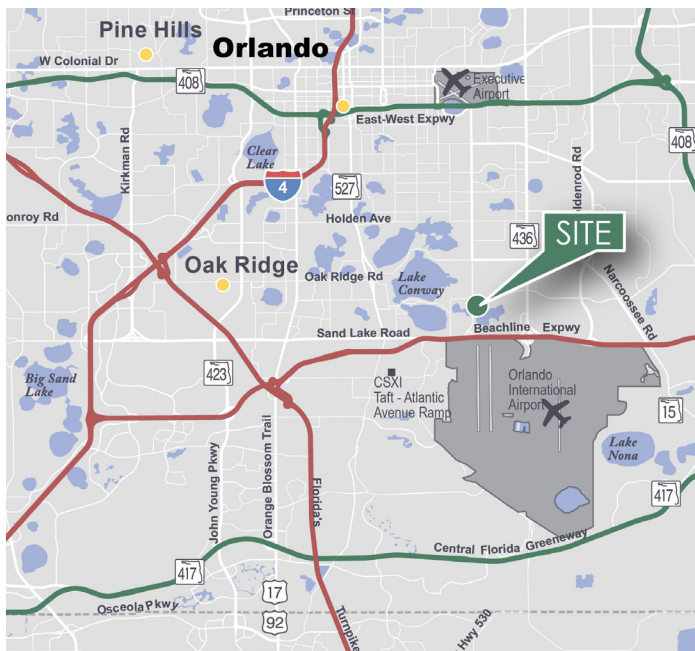 Princeton S
Pine Hills
Orlando
W Colonial Dr
408
Executive
Airport
East-West Expwy
408
Kirkman Rd
Clear
Lake
4
527
Holden Ave
oldenrod Rd
onroy Rd
436
SITE
Oak Ridge
Oak Ridge Rd
Lake
Conway
Narcoossee Rd
Sand Lake Road
Beachline Expwy
423
Big Sand
Lake
CSXI
Taft - Atlantic
Avenue Ramp
Orlando
International
Airport
15
John Young Pkwy
Orange Blossom Trail
Florida's
Lake
Nona
417
Central Florida Greeneway
417
Osceola Pkwy
17
92
Turnpike
Hwy 530